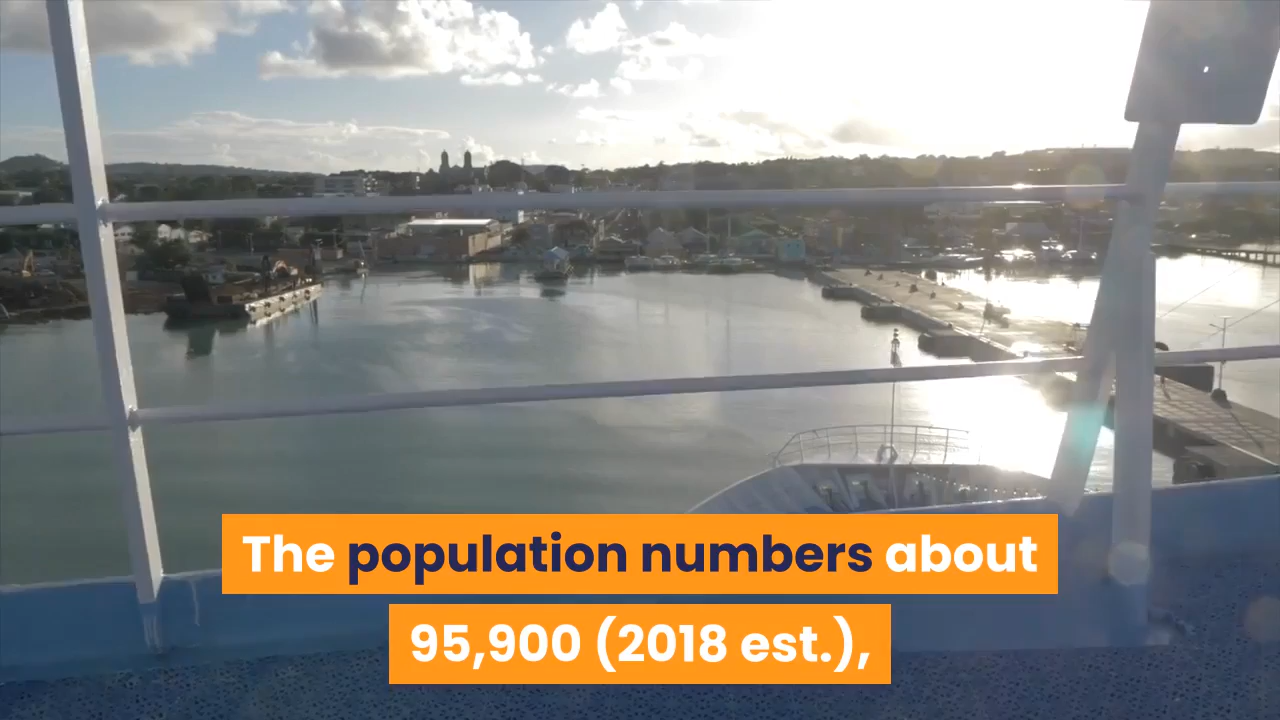 The population numbers about
95,900 (2018 est.),